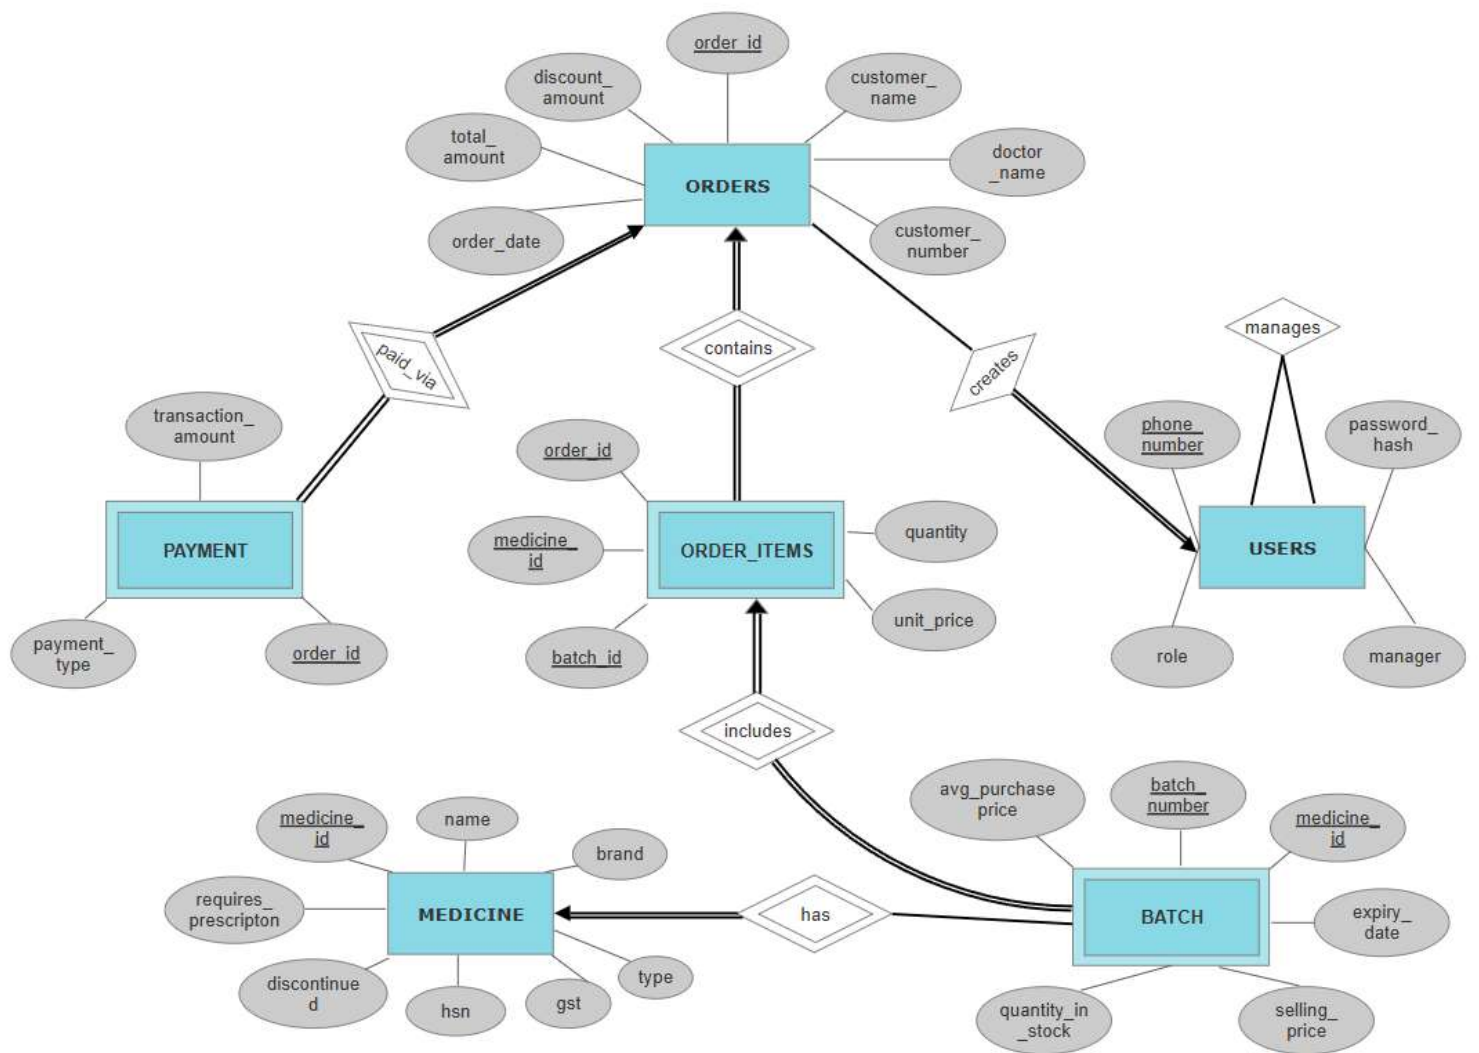 order_id
discount_
amount
customer_
name
total_
amount
doctor
_name
ORDERS
order_date
customer_
number
manages
contains
paid_via
creates
transaction_
amount
phone_
number
password_
hash
order_id
quantity
medicine_
id
PAYMENT
ORDER_ITEMS
USERS
unit_price
payment_
type
order_id
batch_id
role
manager
includes
avg_purchase
price
batch_
number
medicine_
id
name
medicine_
id
brand
requires_
prescripton
MEDICINE
has
BATCH
expiry_
date
discontinue
d
hsn
gst
type
quantity_in
_stock
selling_
price